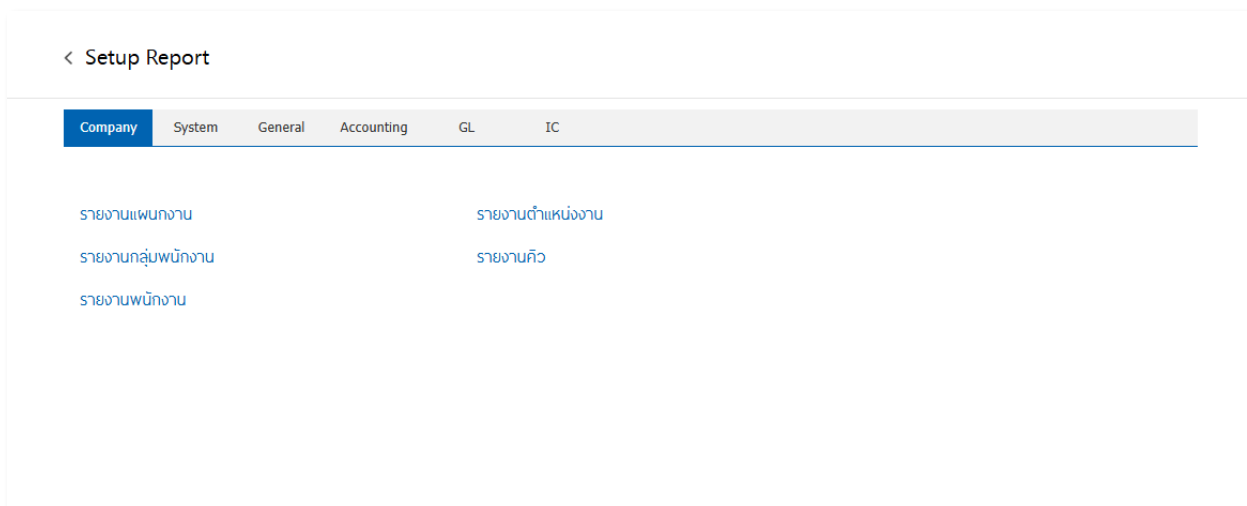 < Setup Report
Company System General Accounting GL IC
รายงานแผนกงาน รายงานตำแหน่งงาน
รายงานกลุ่มพนักงาน รายงานคิว
รายงานพนักงาน